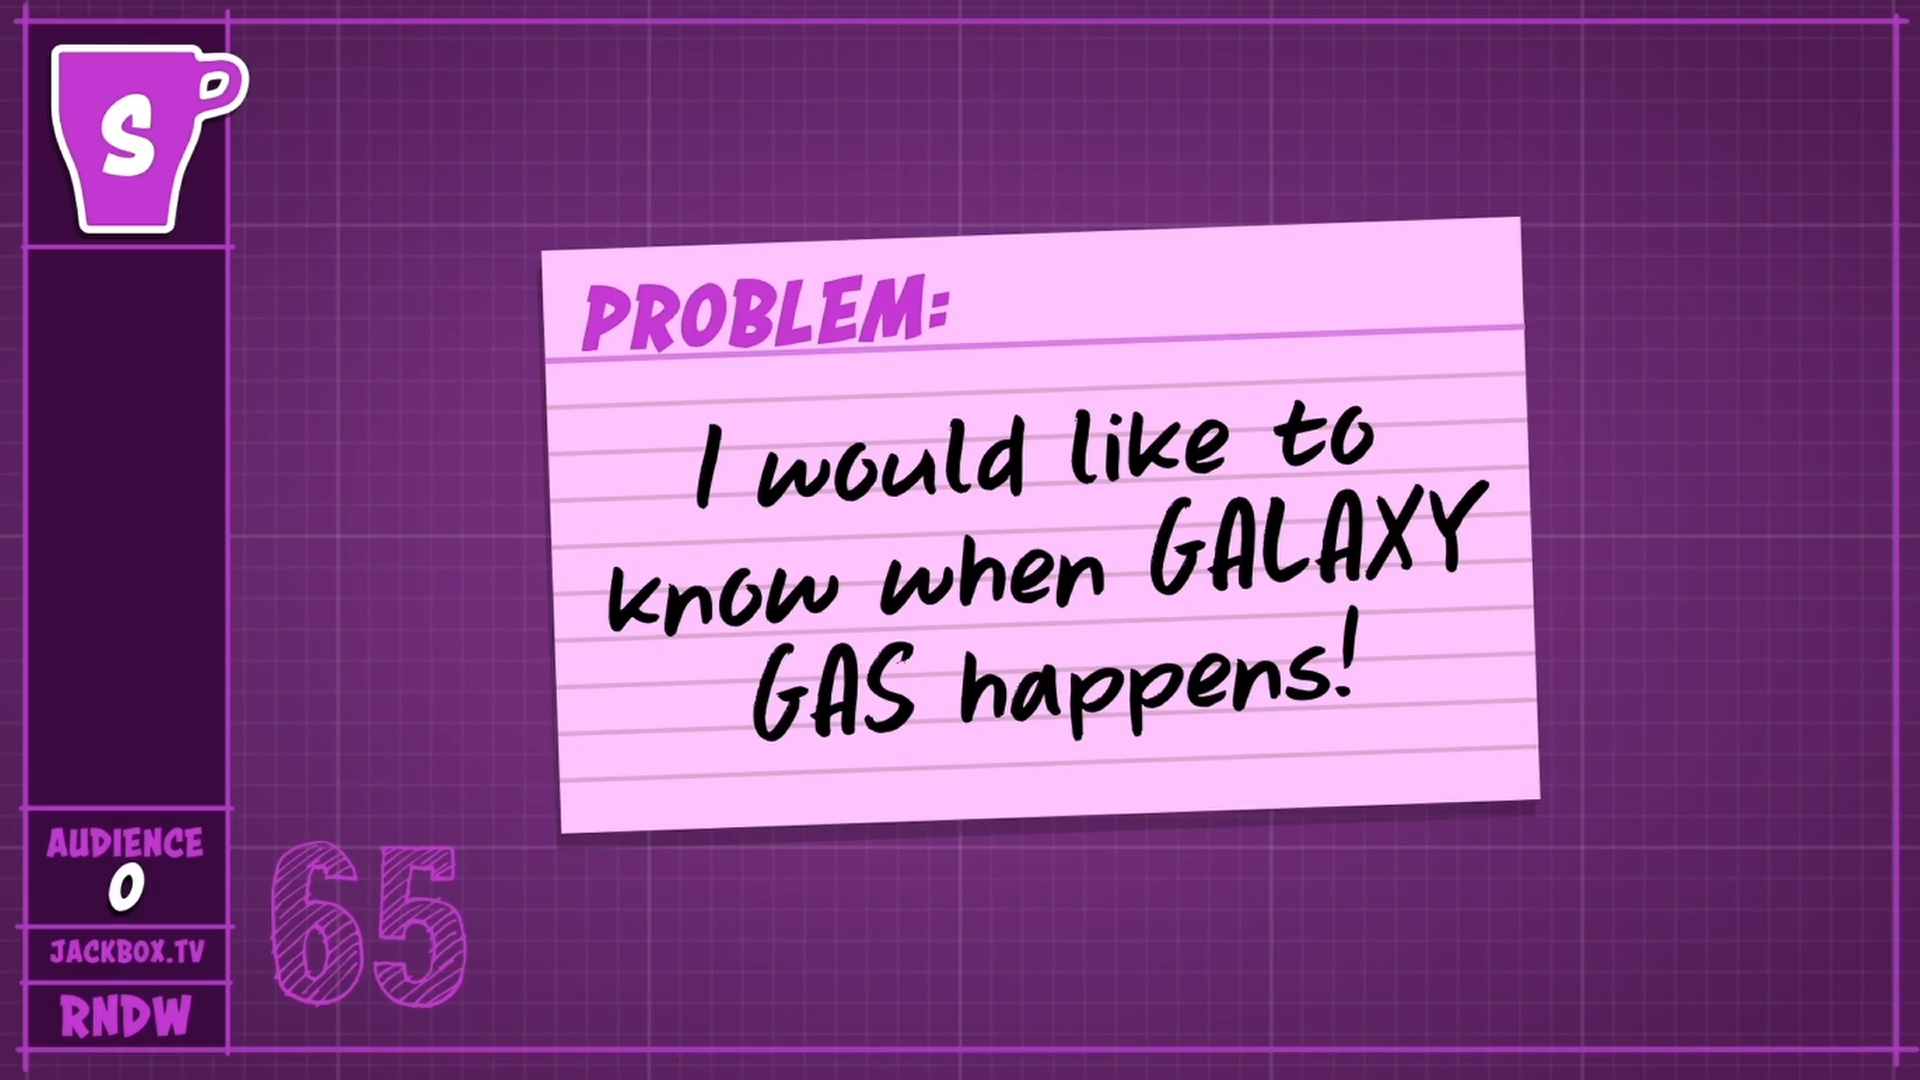 S
PROBLEM:
I would like to
know when GALAXY
GAS happens!
AUDIENCE
0
JACKBOX.TV
RNDW
65